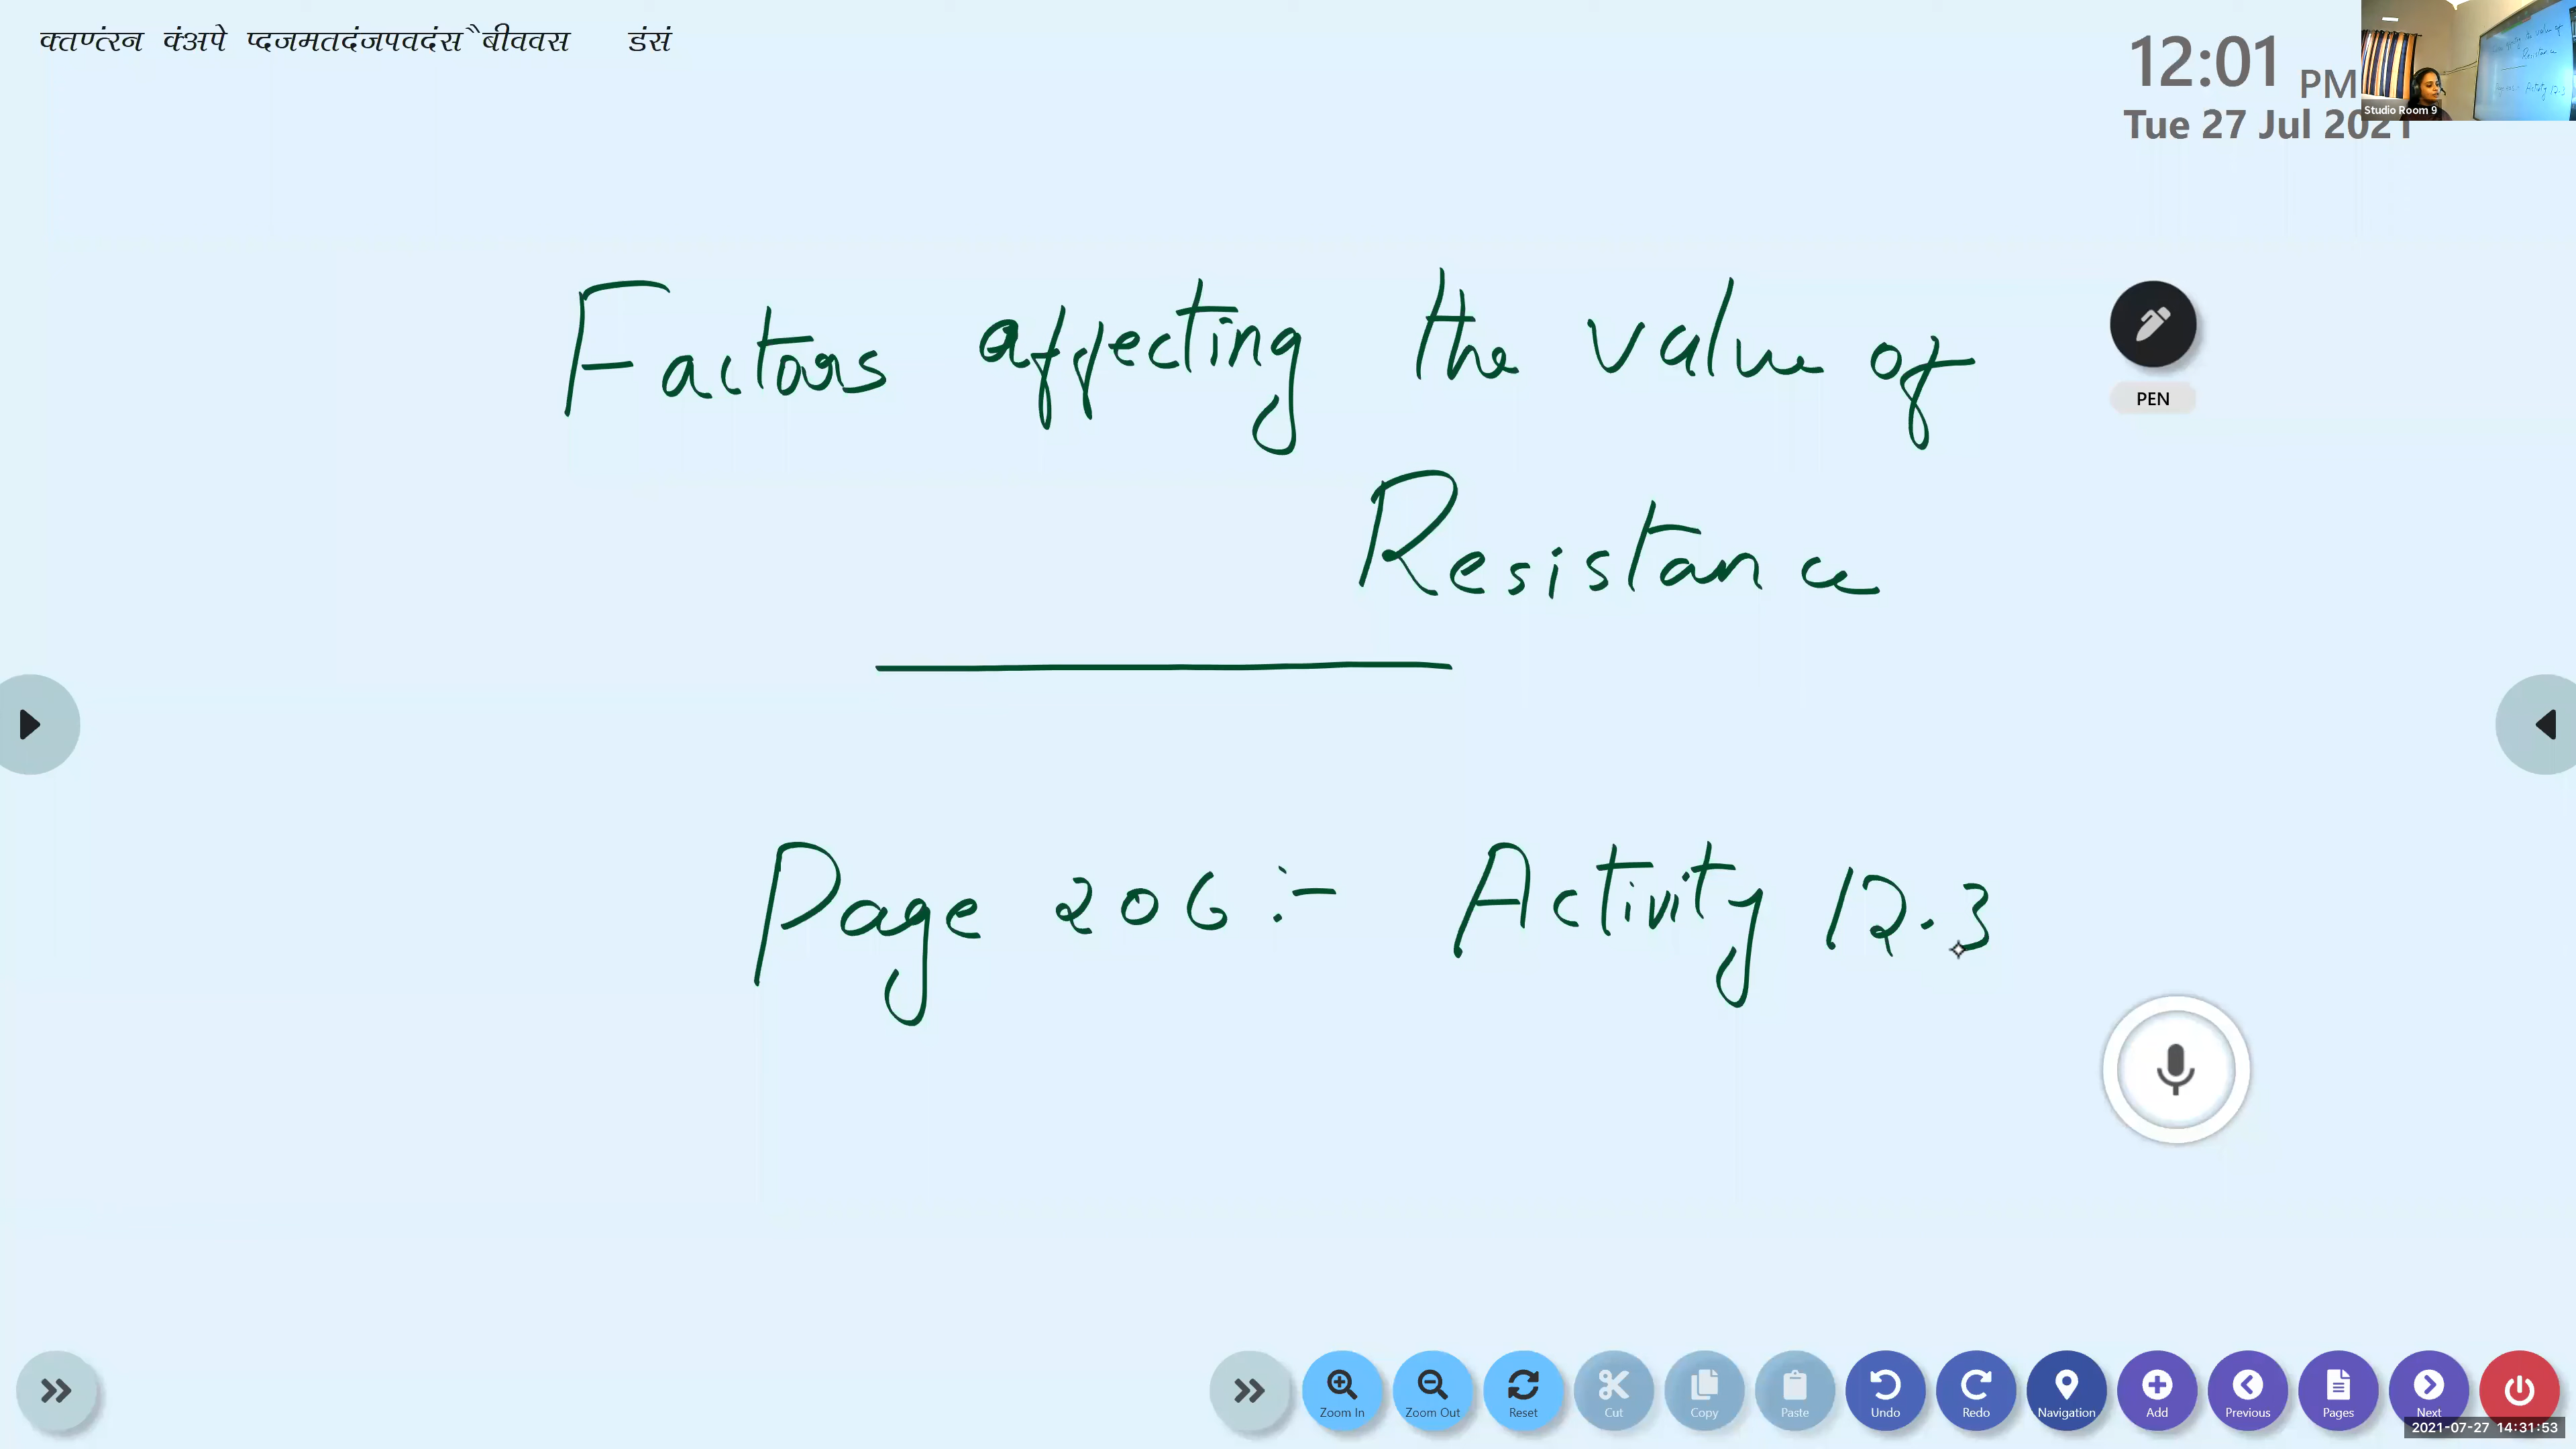 क्तण्तंरन क्ंअपे प्दजमतदंजपवदंस ैबीववस डंसं
12:01 PM
Tue 27 Jul 2021
Studio Room 9
Factors affecting the value of
Resistance
PEN
Page 206 :- Activity 12.3
Zoom In Zoom Out Reset Cut Copy Paste Undo Redo Navigation Add Previous Pages Next
2021-07-27 14:31:53